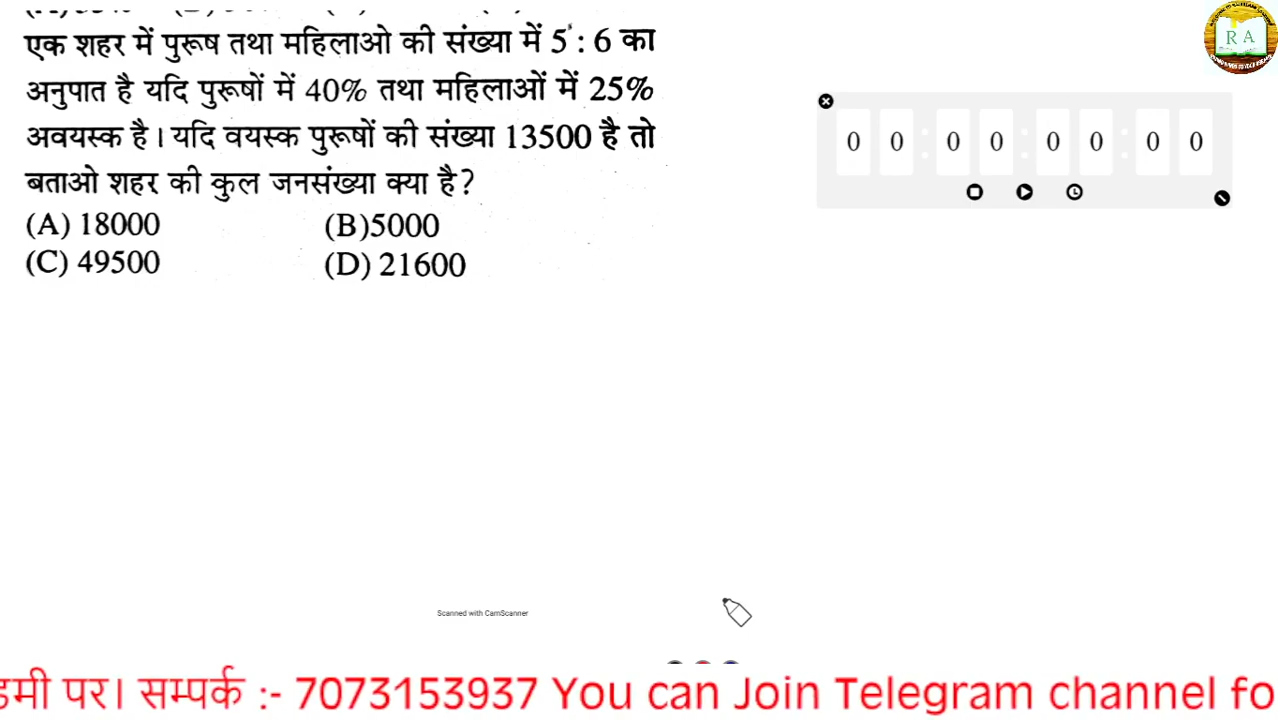 एक शहर में पुरूष तथा महिलाओ की संख्या में 5 : 6 का
अनुपात है यदि पुरूषों में 40% तथा महिलाओं में 25%
अवयस्क है। यदि वयस्क पुरूषों की संख्या 13500 है तो
बताओ शहर की कुल जनसंख्या क्या है?
(A) 18000 (B)5000
(C) 49500 (D) 21600
R A
0 0 : 0 0 : 0 0 : 0 0
Scanned with CamScanner
डमी पर। सम्पर्क :- 7073153937 You can Join Telegram channel fo